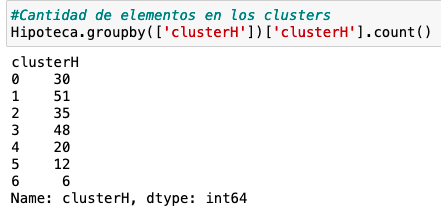 #Cantidad de elementos en los clusters
Hipoteca.groupby(['clusterH'])['clusterH'].count()
clusterH
0    30
1    51
2    35
3    48
4    20
5    12
6     6
Name: clusterH, dtype: int64